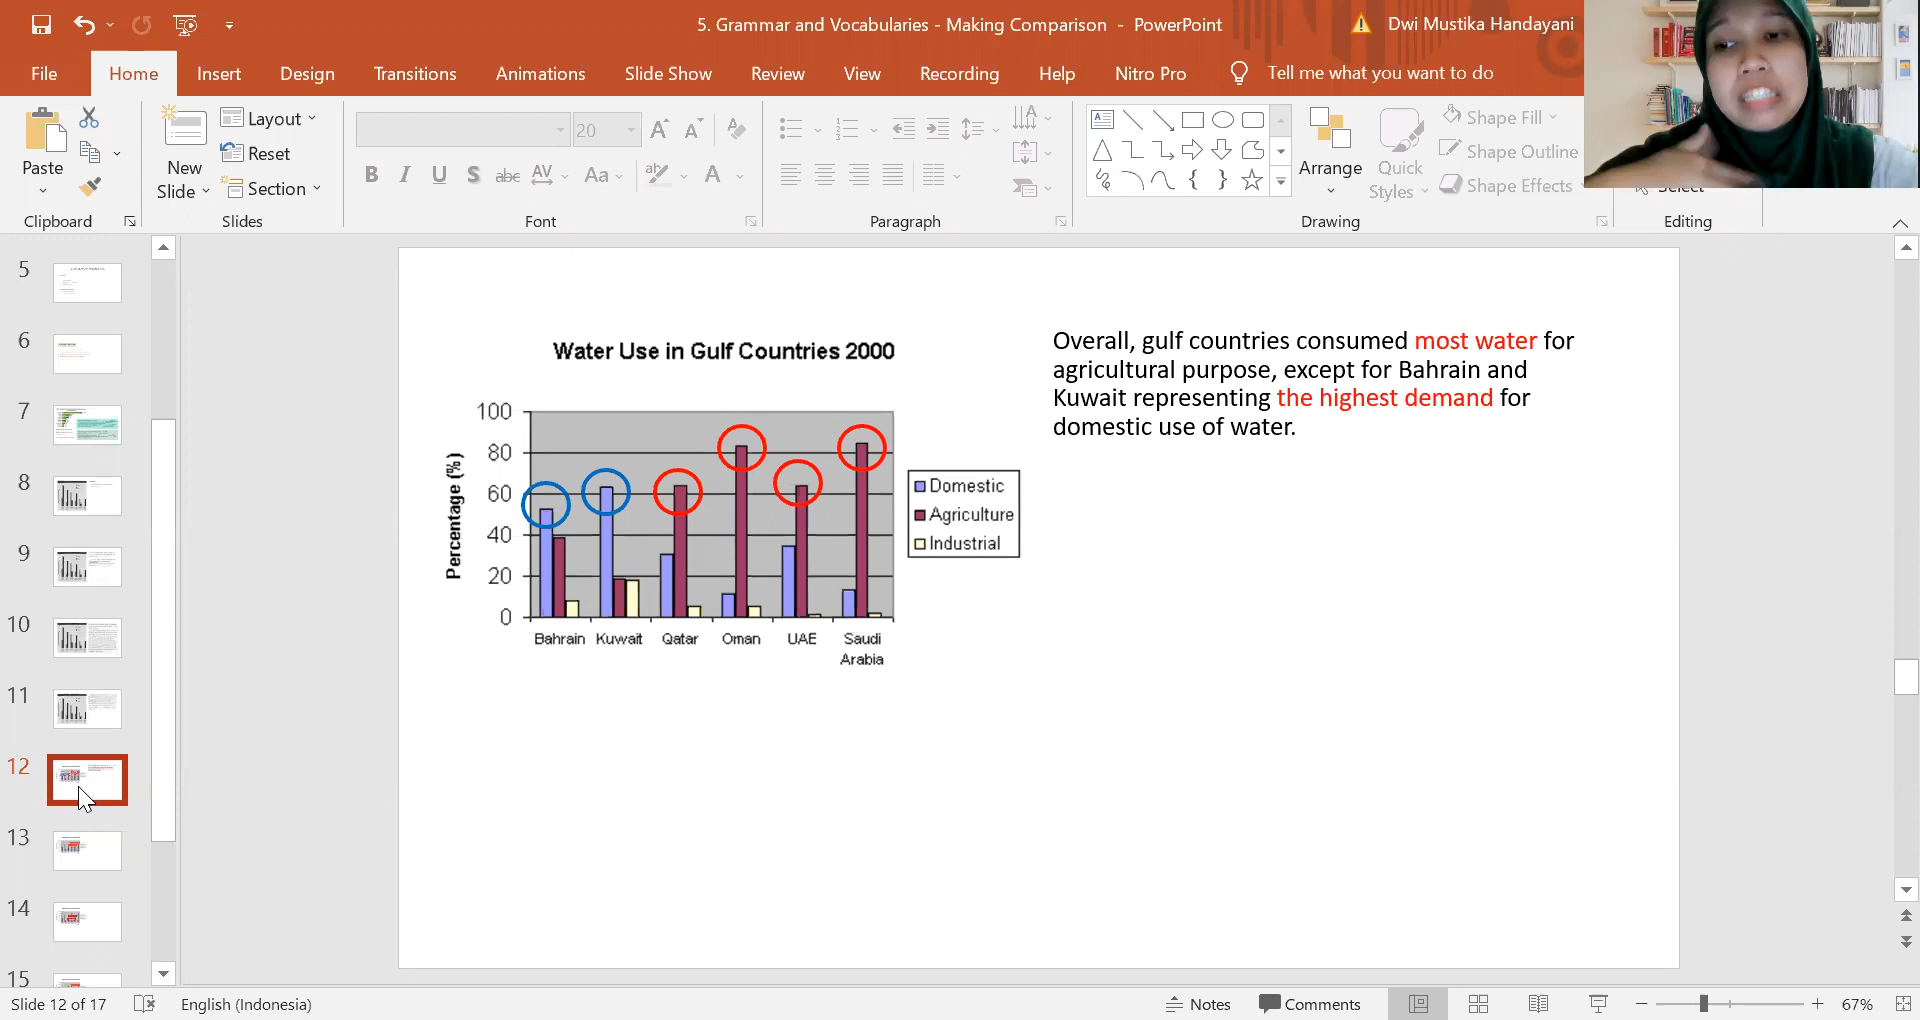 5. Grammar and Vocabularies - Making Comparison - PowerPoint
Dwi Mustika Handayani
File
Home
Insert
Design
Transitions
Animations
Slide Show
Review
View
Recording
Help
Nitro Pro
Tell me what you want to do
Paste
Clipboard
New
Slide
Layout
Reset
Section
Slides
20
B I U S abc AV Aa A
Font
Paragraph
Arrange
Quick
Styles
Shape Fill
Shape Outline
Shape Effects
Drawing
Select
Editing
5
6
7
8
9
10
11
12
13
14
15
Water Use in Gulf Countries 2000
Percentage (%)
100
80
60
40
20
0
Bahrain Kuwait Qatar Oman UAE Saudi
Arabia
Domestic
Agriculture
Industrial
Overall, gulf countries consumed most water for
agricultural purpose, except for Bahrain and
Kuwait representing the highest demand for
domestic use of water.
Slide 12 of 17
English (Indonesia)
Notes
Comments
67%